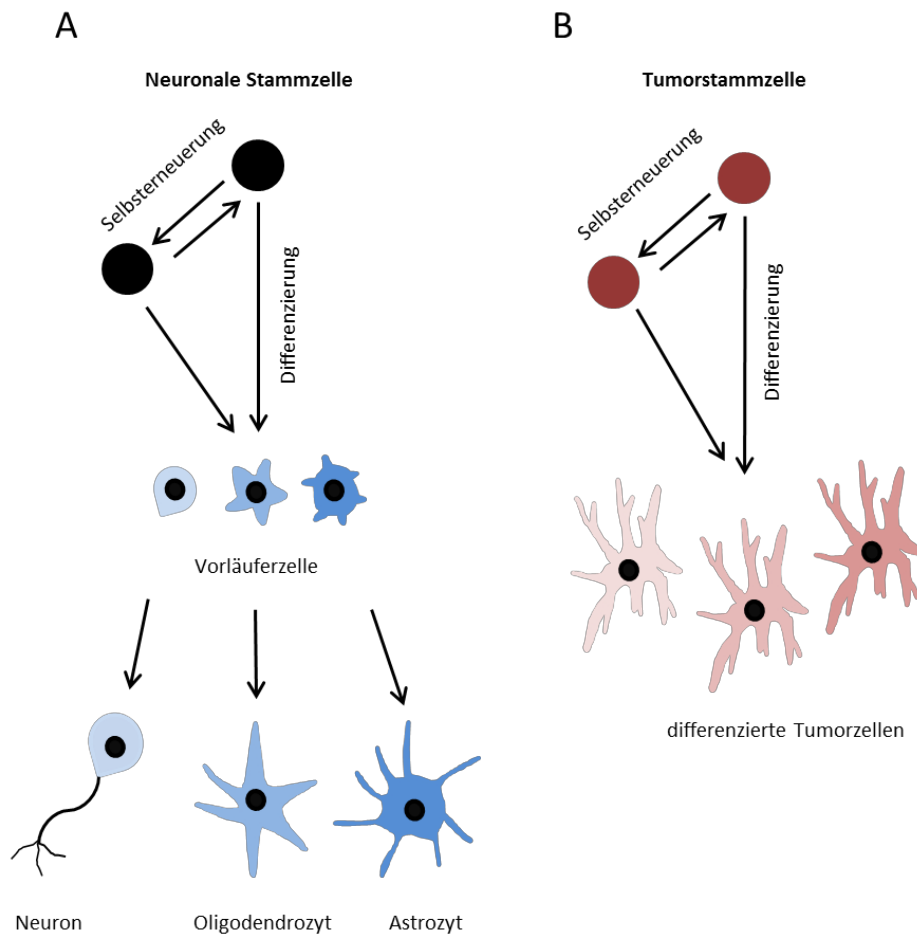 A
Neuronale Stammzelle
Selbsterneuerung
Differenzierung
Vorläuferzelle
Neuron
Oligodendrozyt
Astrozyt
B
Tumorstammzelle
Selbsterneuerung
Differenzierung
differenzierte Tumorzellen